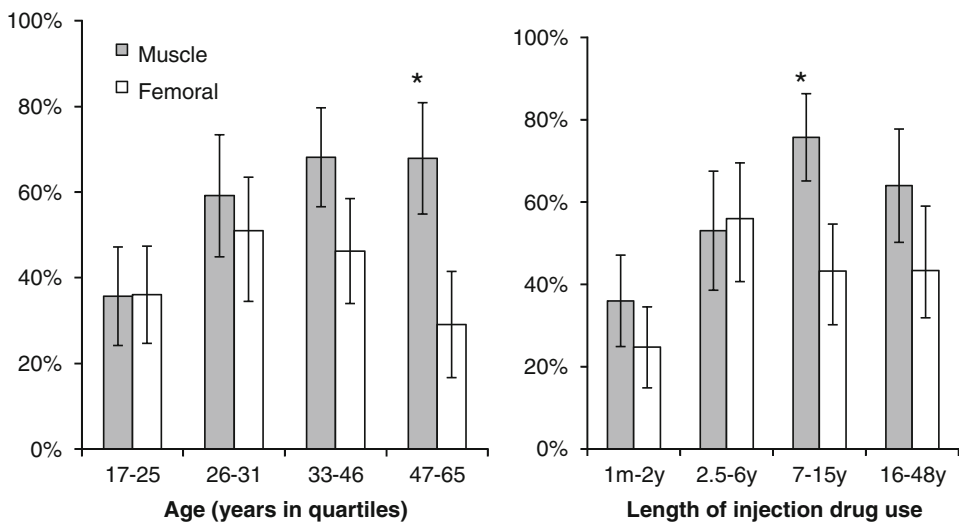 100%
80%
60%
40%
20%
0%
Muscle
Femoral
*
17-25 26-31 33-46 47-65
Age (years in quartiles)
100%
80%
60%
40%
20%
0%
*
1m-2y 2.5-6y 7-15y 16-48y
Length of injection drug use